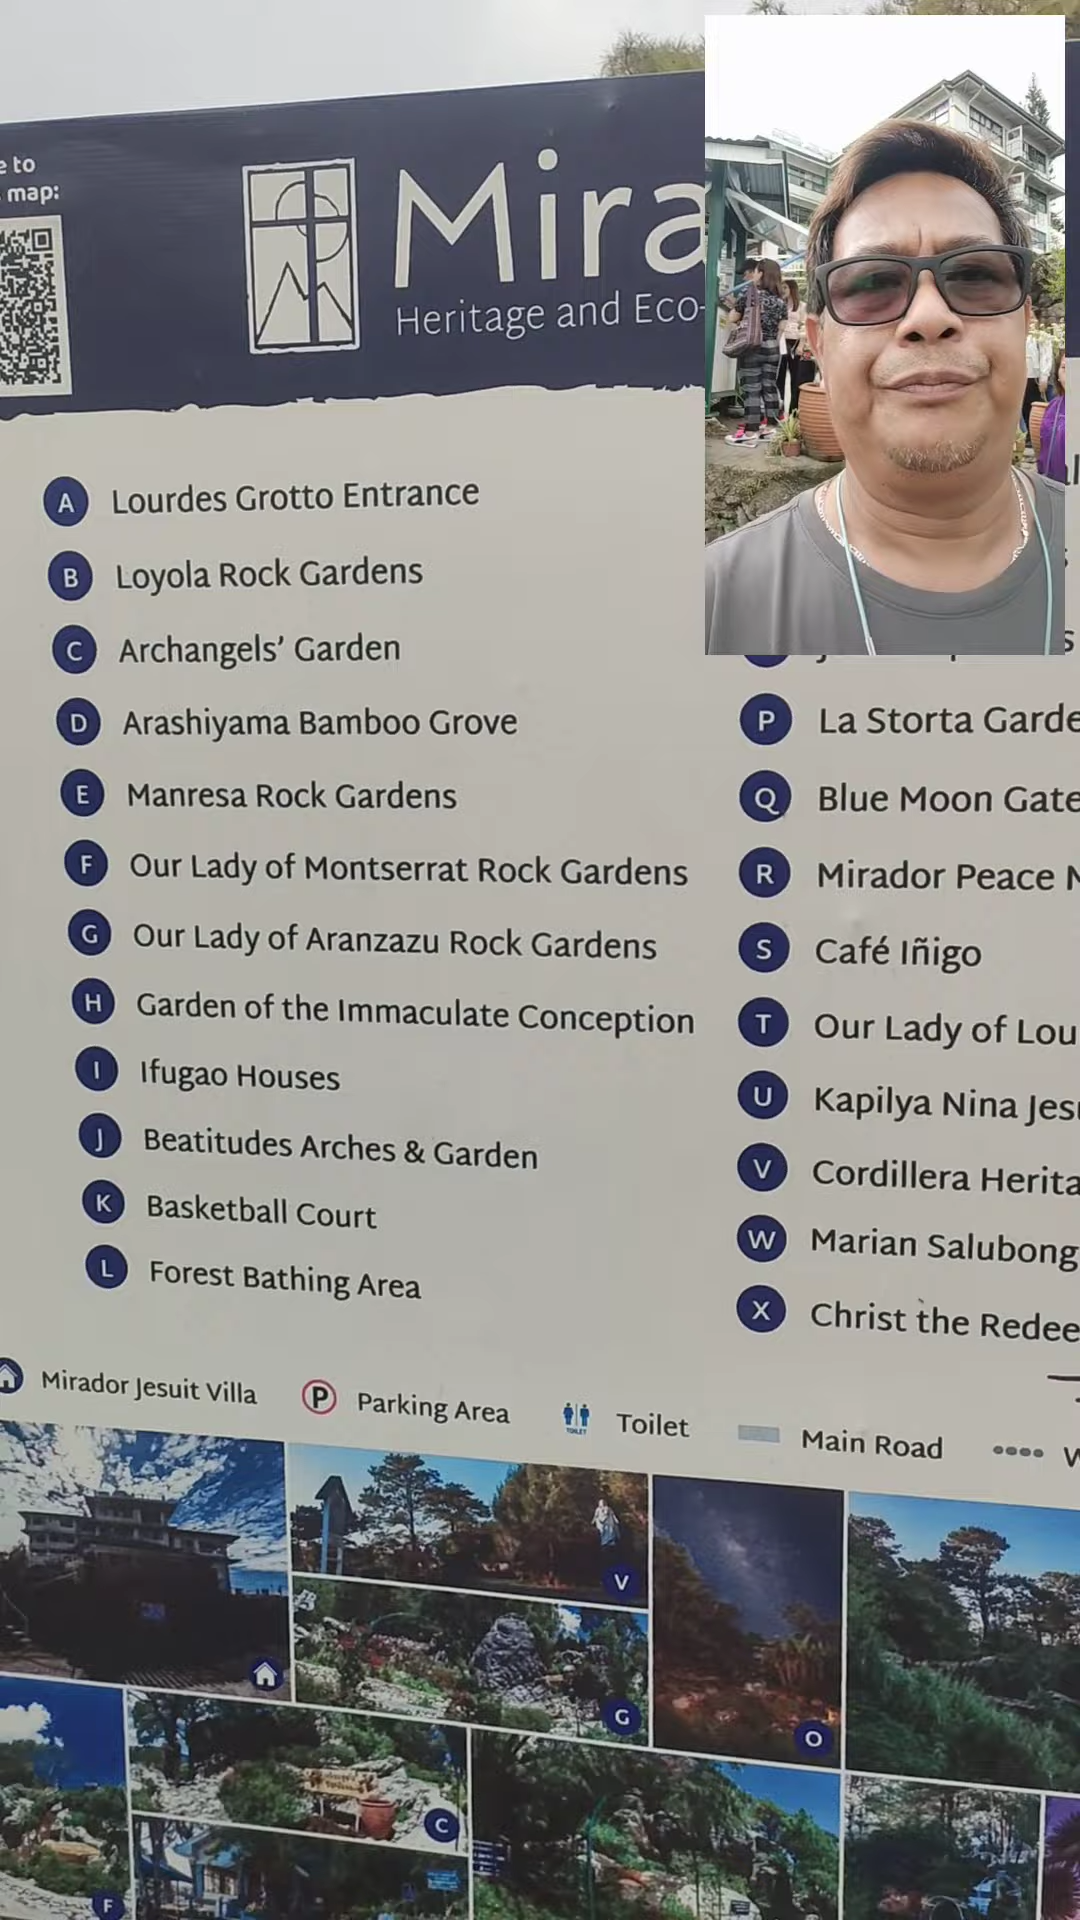 e to
map:
Mira
Heritage and Eco-
A Lourdes Grotto Entrance
B Loyola Rock Gardens
C Archangels’ Garden
D Arashiyama Bamboo Grove
E Manresa Rock Gardens
F Our Lady of Montserrat Rock Gardens
G Our Lady of Aranzazu Rock Gardens
H Garden of the Immaculate Conception
I Ifugao Houses
J Beatitudes Arches & Garden
K Basketball Court
L Forest Bathing Area
P La Storta Garde
Q Blue Moon Gate
R Mirador Peace
S Café Iñigo
T Our Lady of Lou
U Kapilya Nina Jes
V Cordillera Herita
W Marian Salubong
X Christ the Redee
Mirador Jesuit Villa
P Parking Area
TOILET Toilet
Main Road
V
G
O
C
F